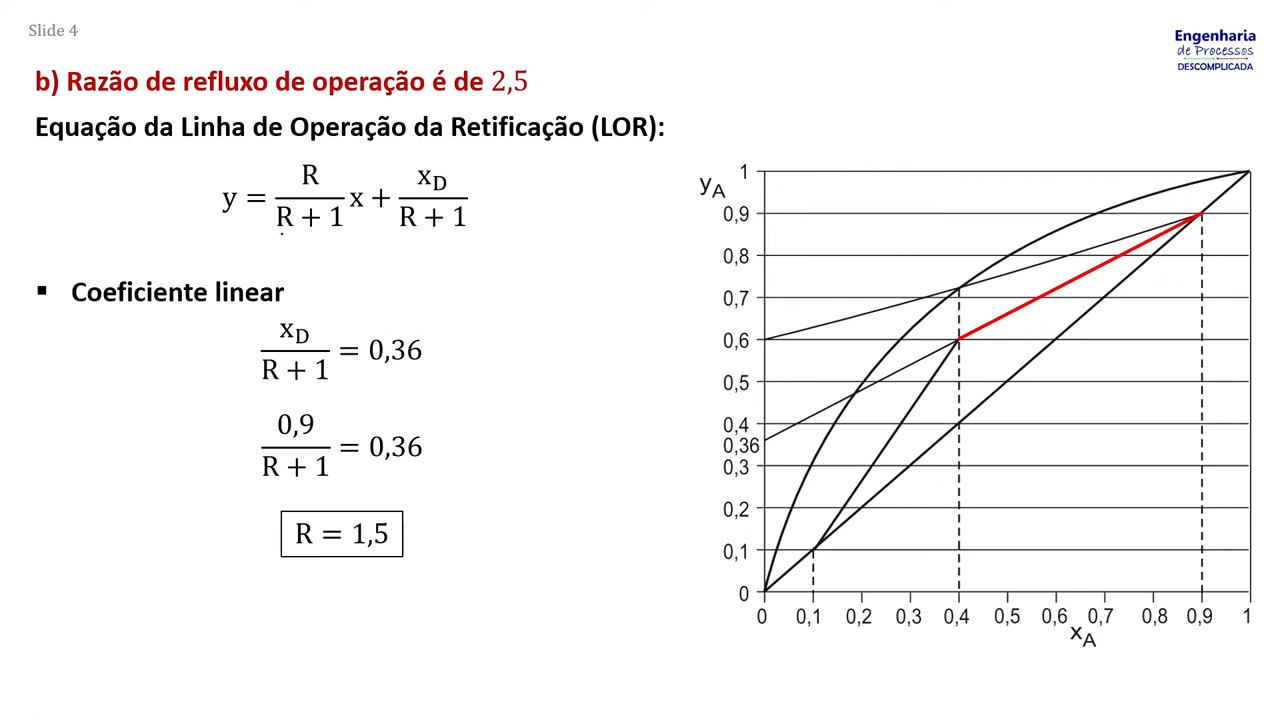 Slide 4
Engenharia
de Processos
DESCOMPLICADA
b) Razão de refluxo de operação é de 2,5
Equação da Linha de Operação da Retificação (LOR):
y = R/(R + 1) x + x_D/(R + 1)
▪ Coeficiente linear
x_D/(R + 1) = 0,36
0,9/(R + 1) = 0,36
R = 1,5
y_A
1
0,9
0,8
0,7
0,6
0,5
0,4
0,36
0,3
0,2
0,1
0
0 0,1 0,2 0,3 0,4 0,5 0,6 0,7 0,8 0,9 1
x_A